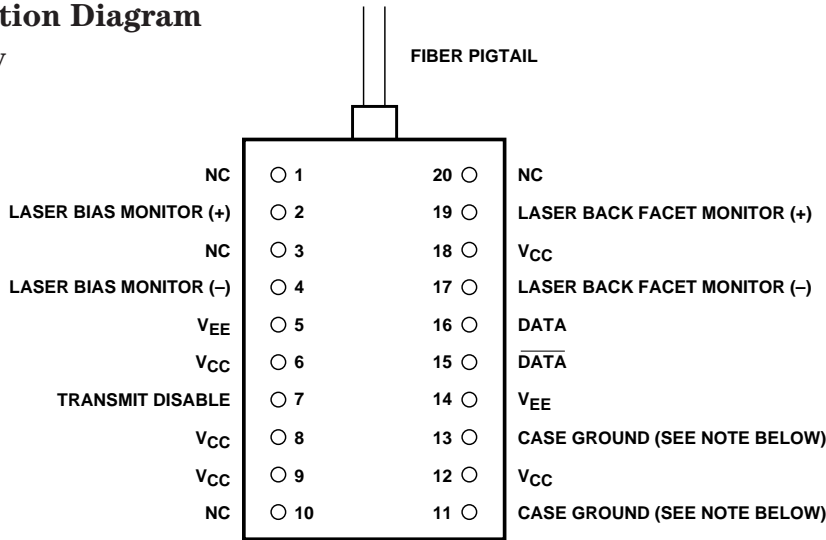 tion Diagram
FIBER PIGTAIL
NC 1 20 NC
LASER BIAS MONITOR (+) 2 19 LASER BACK FACET MONITOR (+)
NC 3 18 VCC
LASER BIAS MONITOR (–) 4 17 LASER BACK FACET MONITOR (–)
VEE 5 16 DATA
VCC 6 15 D̅A̅T̅A̅
TRANSMIT DISABLE 7 14 VEE
VCC 8 13 CASE GROUND (SEE NOTE BELOW)
VCC 9 12 VCC
NC 10 11 CASE GROUND (SEE NOTE BELOW)